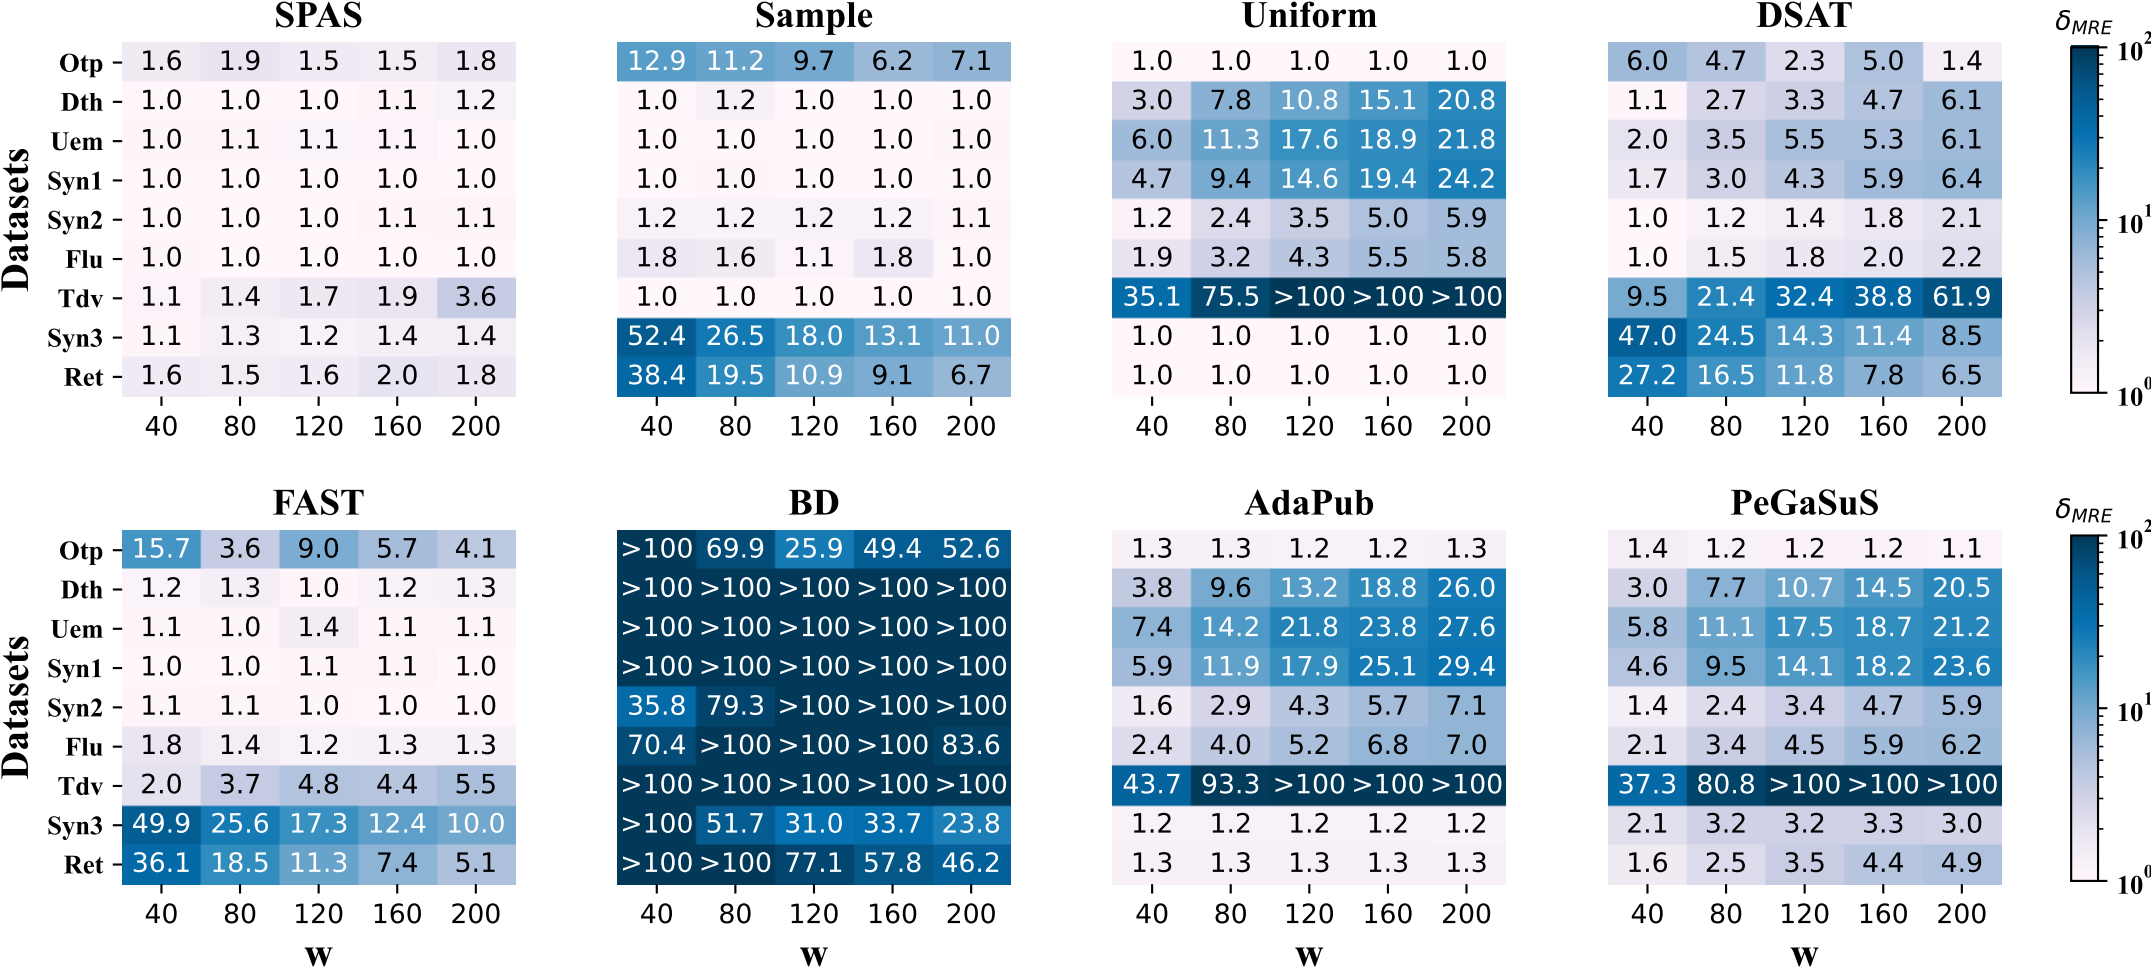 SPAS Sample Uniform DSAT δMRE
Otp 1.6 1.9 1.5 1.5 1.8 12.9 11.2 9.7 6.2 7.1 1.0 1.0 1.0 1.0 1.0 6.0 4.7 2.3 5.0 1.4 10²
Dth 1.0 1.0 1.0 1.1 1.2 1.0 1.2 1.0 1.0 1.0 3.0 7.8 10.8 15.1 20.8 1.1 2.7 3.3 4.7 6.1
Uem 1.0 1.1 1.1 1.1 1.0 1.0 1.0 1.0 1.0 1.0 6.0 11.3 17.6 18.9 21.8 2.0 3.5 5.5 5.3 6.1
Syn1 1.0 1.0 1.0 1.0 1.0 1.0 1.0 1.0 1.0 1.0 4.7 9.4 14.6 19.4 24.2 1.7 3.0 4.3 5.9 6.4
Syn2 1.0 1.0 1.0 1.1 1.1 1.2 1.2 1.2 1.2 1.1 1.2 2.4 3.5 5.0 5.9 1.0 1.2 1.4 1.8 2.1 10¹
Flu 1.0 1.0 1.0 1.0 1.0 1.8 1.6 1.1 1.8 1.0 1.9 3.2 4.3 5.5 5.8 1.0 1.5 1.8 2.0 2.2
Tdv 1.1 1.4 1.7 1.9 3.6 1.0 1.0 1.0 1.0 1.0 35.1 75.5 >100 >100 >100 9.5 21.4 32.4 38.8 61.9
Syn3 1.1 1.3 1.2 1.4 1.4 52.4 26.5 18.0 13.1 11.0 1.0 1.0 1.0 1.0 1.0 47.0 24.5 14.3 11.4 8.5
Ret 1.6 1.5 1.6 2.0 1.8 38.4 19.5 10.9 9.1 6.7 1.0 1.0 1.0 1.0 1.0 27.2 16.5 11.8 7.8 6.5 10⁰
Datasets
40 80 120 160 200 40 80 120 160 200 40 80 120 160 200 40 80 120 160 200
FAST BD AdaPub PeGaSuS δMRE
Otp 15.7 3.6 9.0 5.7 4.1 >100 69.9 25.9 49.4 52.6 1.3 1.3 1.2 1.2 1.3 1.4 1.2 1.2 1.2 1.1 10²
Dth 1.2 1.3 1.0 1.2 1.3 >100 >100 >100 >100 >100 3.8 9.6 13.2 18.8 26.0 3.0 7.7 10.7 14.5 20.5
Uem 1.1 1.0 1.4 1.1 1.1 >100 >100 >100 >100 >100 7.4 14.2 21.8 23.8 27.6 5.8 11.1 17.5 18.7 21.2
Syn1 1.0 1.0 1.1 1.1 1.0 >100 >100 >100 >100 >100 5.9 11.9 17.9 25.1 29.4 4.6 9.5 14.1 18.2 23.6
Syn2 1.1 1.1 1.0 1.0 1.0 35.8 79.3 >100 >100 >100 1.6 2.9 4.3 5.7 7.1 1.4 2.4 3.4 4.7 5.9 10¹
Flu 1.8 1.4 1.2 1.3 1.3 70.4 >100 >100 >100 83.6 2.4 4.0 5.2 6.8 7.0 2.1 3.4 4.5 5.9 6.2
Tdv 2.0 3.7 4.8 4.4 5.5 >100 >100 >100 >100 >100 43.7 93.3 >100 >100 >100 37.3 80.8 >100 >100 >100
Syn3 49.9 25.6 17.3 12.4 10.0 >100 51.7 31.0 33.7 23.8 1.2 1.2 1.2 1.2 1.2 2.1 3.2 3.2 3.3 3.0
Ret 36.1 18.5 11.3 7.4 5.1 >100 >100 77.1 57.8 46.2 1.3 1.3 1.3 1.3 1.3 1.6 2.5 3.5 4.4 4.9 10⁰
Datasets
40 80 120 160 200 40 80 120 160 200 40 80 120 160 200 40 80 120 160 200
w w w w